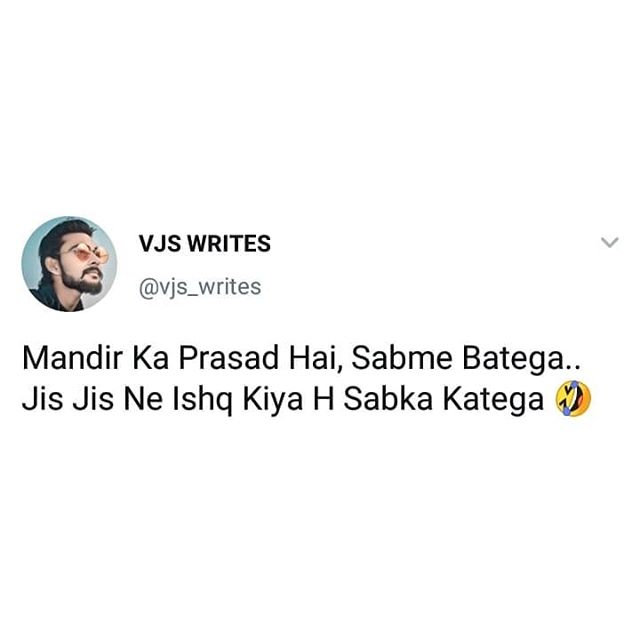 VJS WRITES
@vjs_writes
Mandir Ka Prasad Hai, Sabme Batega..
Jis Jis Ne Ishq Kiya H Sabka Katega 🤣